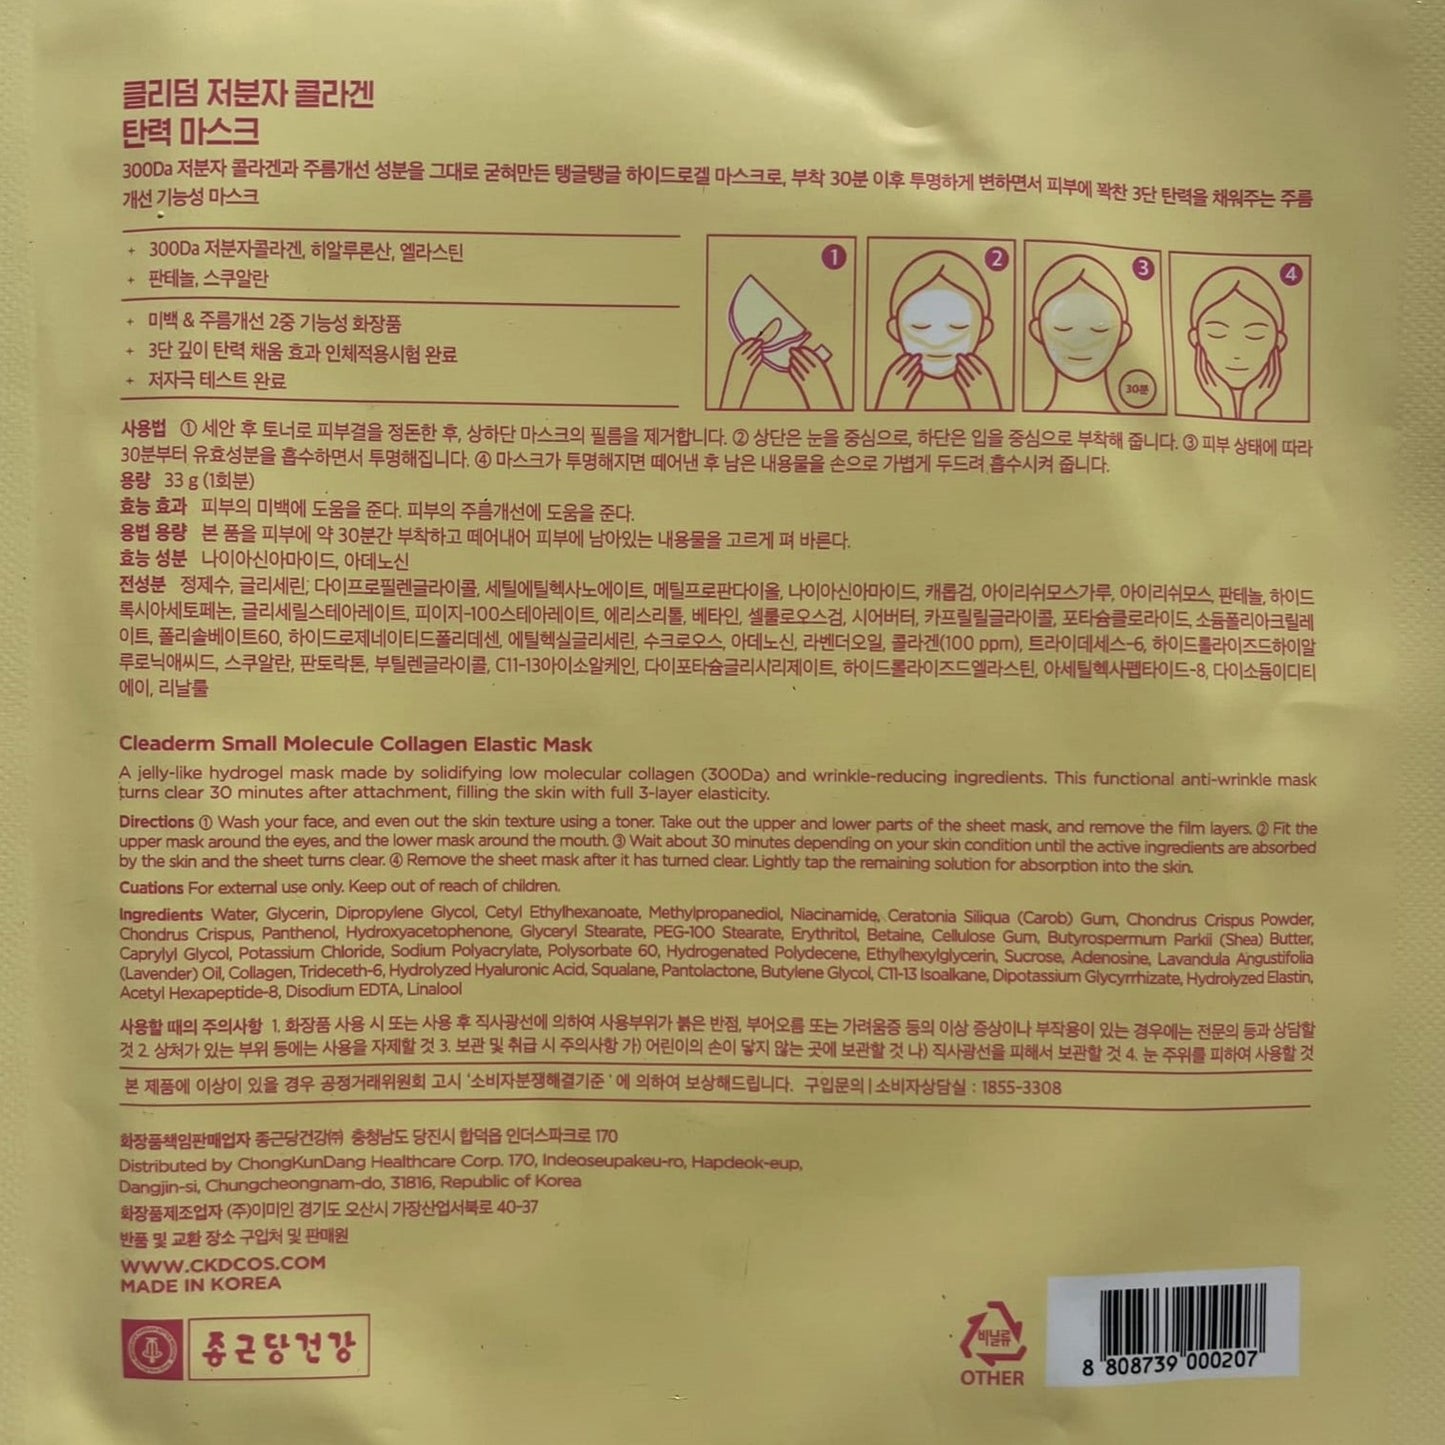 클리덤 저분자 콜라겐
탄력 마스크
300Da 저분자 콜라겐과 주름개선 성분을 그대로 굳혀만든 탱글탱글 하이드로겔 마스크로, 부착 30분 이후 투명하게 변하면서 피부에 꽉찬 3단 탄력을 채워주는 주름
개선 기능성 마스크
+ 300Da 저분자콜라겐, 히알루론산, 엘라스틴
+ 판테놀, 스쿠알란
+ 미백 & 주름개선 2중 기능성 화장품
+ 3단 깊이 탄력 채움 효과 인체적용시험 완료
+ 저자극 테스트 완료
1
2
3
30분
4
사용법 ① 세안 후 토너로 피부결을 정돈한 후, 상하단 마스크의 필름을 제거합니다. ② 상단은 눈을 중심으로, 하단은 입을 중심으로 부착해 줍니다. ③ 피부 상태에 따라
30분부터 유효성분을 흡수하면서 투명해집니다. ④ 마스크가 투명해지면 떼어낸 후 남은 내용물을 손으로 가볍게 두드려 흡수시켜 줍니다.
용량 33 g (1회분)
효능 효과 피부의 미백에 도움을 준다. 피부의 주름개선에 도움을 준다.
용법 용량 본 품을 피부에 약 30분간 부착하고 떼어내어 피부에 남아있는 내용물을 고르게 펴 바른다.
효능 성분 나이아신아마이드, 아데노신
전성분 정제수, 글리세린, 다이프로필렌글라이콜, 세틸에틸헥사노에이트, 메틸프로판다이올, 나이아신아마이드, 캐롭검, 아이리쉬모스가루, 아이리쉬모스, 판테놀, 하이드
록시아세토페논, 글리세릴스테아레이트, 피이지-100스테아레이트, 에리스리톨, 베타인, 셀룰로오스검, 시어버터, 카프릴릴글라이콜, 포타슘클로라이드, 소듐폴리아크릴레
이트, 폴리솔베이트60, 하이드로제네이티드폴리데센, 에틸헥실글리세린, 수크로오스, 아데노신, 라벤더오일, 콜라겐(100 ppm), 트라이데세스-6, 하이드롤라이즈드하이알
루로닉애씨드, 스쿠알란, 판토락톤, 부틸렌글라이콜, C11-13아이소알케인, 다이포타슘글리시리제이트, 하이드롤라이즈드엘라스틴, 아세틸헥사펩타이드-8, 다이소듐이디티
에이, 리날룰
Cleaderm Small Molecule Collagen Elastic Mask
A jelly-like hydrogel mask made by solidifying low molecular collagen (300Da) and wrinkle-reducing ingredients. This functional anti-wrinkle mask
turns clear 30 minutes after attachment, filling the skin with full 3-layer elasticity.
Directions ① Wash your face, and even out the skin texture using a toner. Take out the upper and lower parts of the sheet mask, and remove the film layers. ② Fit the
upper mask around the eyes, and the lower mask around the mouth. ③ Wait about 30 minutes depending on your skin condition until the active ingredients are absorbed
by the skin and the sheet turns clear. ④ Remove the sheet mask after it has turned clear. Lightly tap the remaining solution for absorption into the skin.
Cuations For external use only. Keep out of reach of children.
Ingredients Water, Glycerin, Dipropylene Glycol, Cetyl Ethylhexanoate, Methylpropanediol, Niacinamide, Ceratonia Siliqua (Carob) Gum, Chondrus Crispus Powder,
Chondrus Crispus, Panthenol, Hydroxyacetophenone, Glyceryl Stearate, PEG-100 Stearate, Erythritol, Betaine, Cellulose Gum, Butyrospermum Parkii (Shea) Butter,
Caprylyl Glycol, Potassium Chloride, Sodium Polyacrylate, Polysorbate 60, Hydrogenated Polydecene, Ethylhexylglycerin, Sucrose, Adenosine, Lavandula Angustifolia
(Lavender) Oil, Collagen, Trideceth-6, Hydrolyzed Hyaluronic Acid, Squalane, Pantolactone, Butylene Glycol, C11-13 Isoalkane, Dipotassium Glycyrrhizate, Hydrolyzed Elastin,
Acetyl Hexapeptide-8, Disodium EDTA, Linalool
사용할 때의 주의사항 1. 화장품 사용 시 또는 사용 후 직사광선에 의하여 사용부위가 붉은 반점, 부어오름 또는 가려움증 등의 이상 증상이나 부작용이 있는 경우에는 전문의 등과 상담할
것 2. 상처가 있는 부위 등에는 사용을 자제할 것 3. 보관 및 취급 시 주의사항 가) 어린이의 손이 닿지 않는 곳에 보관할 것 나) 직사광선을 피해서 보관할 것 4. 눈 주위를 피하여 사용할 것
본 제품에 이상이 있을 경우 공정거래위원회 고시 '소비자분쟁해결기준 ' 에 의하여 보상해드립니다. 구입문의 | 소비자상담실 : 1855-3308
화장품책임판매업자 종근당건강㈜ 충청남도 당진시 합덕읍 인더스파크로 170
Distributed by ChongKunDang Healthcare Corp. 170, Indeoseupakeu-ro, Hapdeok-eup,
Dangjin-si, Chungcheongnam-do, 31816, Republic of Korea
화장품제조업자 (주)이미인 경기도 오산시 가장산업서북로 40-37
반품 및 교환 장소 구입처 및 판매원
WWW.CKDCOS.COM
MADE IN KOREA
종근당건강
비닐류
OTHER
8 808739 000207